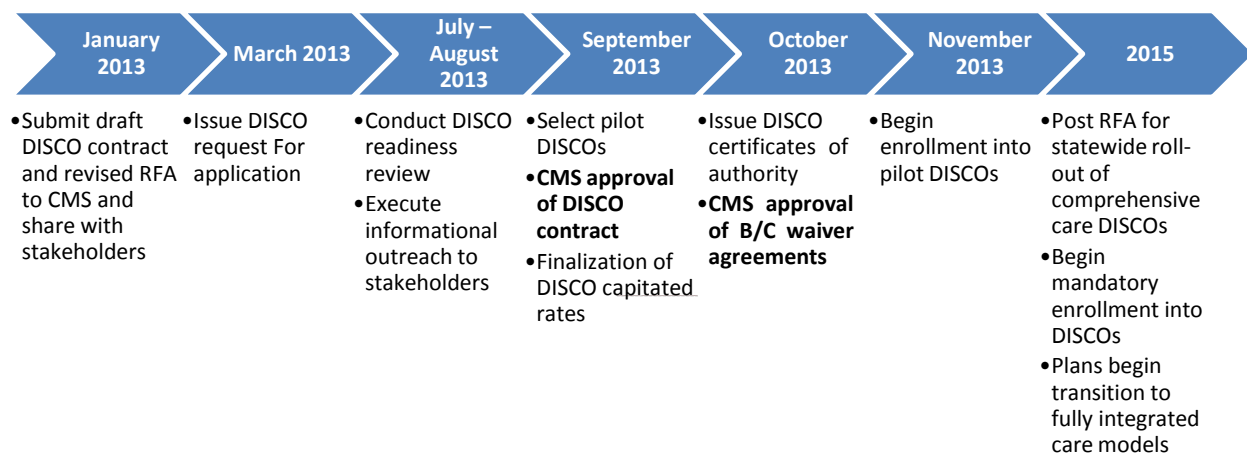 January
2013
March 2013
July –
August
2013
September
2013
October
2013
November
2013
2015
•Submit draft
DISCO contract
and revised RFA
to CMS and
share with
stakeholders
•Issue DISCO
request For
application
•Conduct DISCO
readiness
review
•Execute
informational
outreach to
stakeholders
•Select pilot
DISCOs
•CMS approval
of DISCO
contract
•Finalization of
DISCO capitated
rates
•Issue DISCO
certificates of
authority
•CMS approval
of B/C waiver
agreements
•Begin
enrollment into
pilot DISCOs
•Post RFA for
statewide roll-
out of
comprehensive
care DISCOs
•Begin
mandatory
enrollment into
DISCOs
•Plans begin
transition to
fully integrated
care models